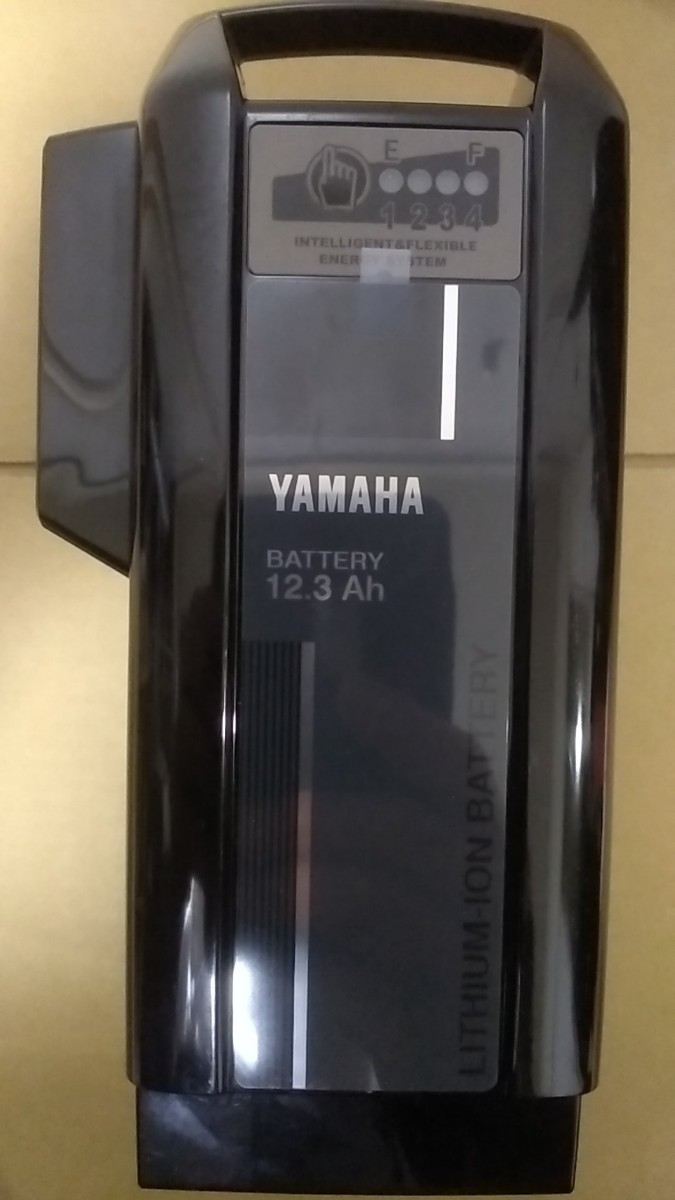 E F
1 2 3 4
INTELLIGENT&FLEXIBLE
ENERGY SYSTEM
YAMAHA
BATTERY
12.3 Ah
LITHIUM-ION BATTERY